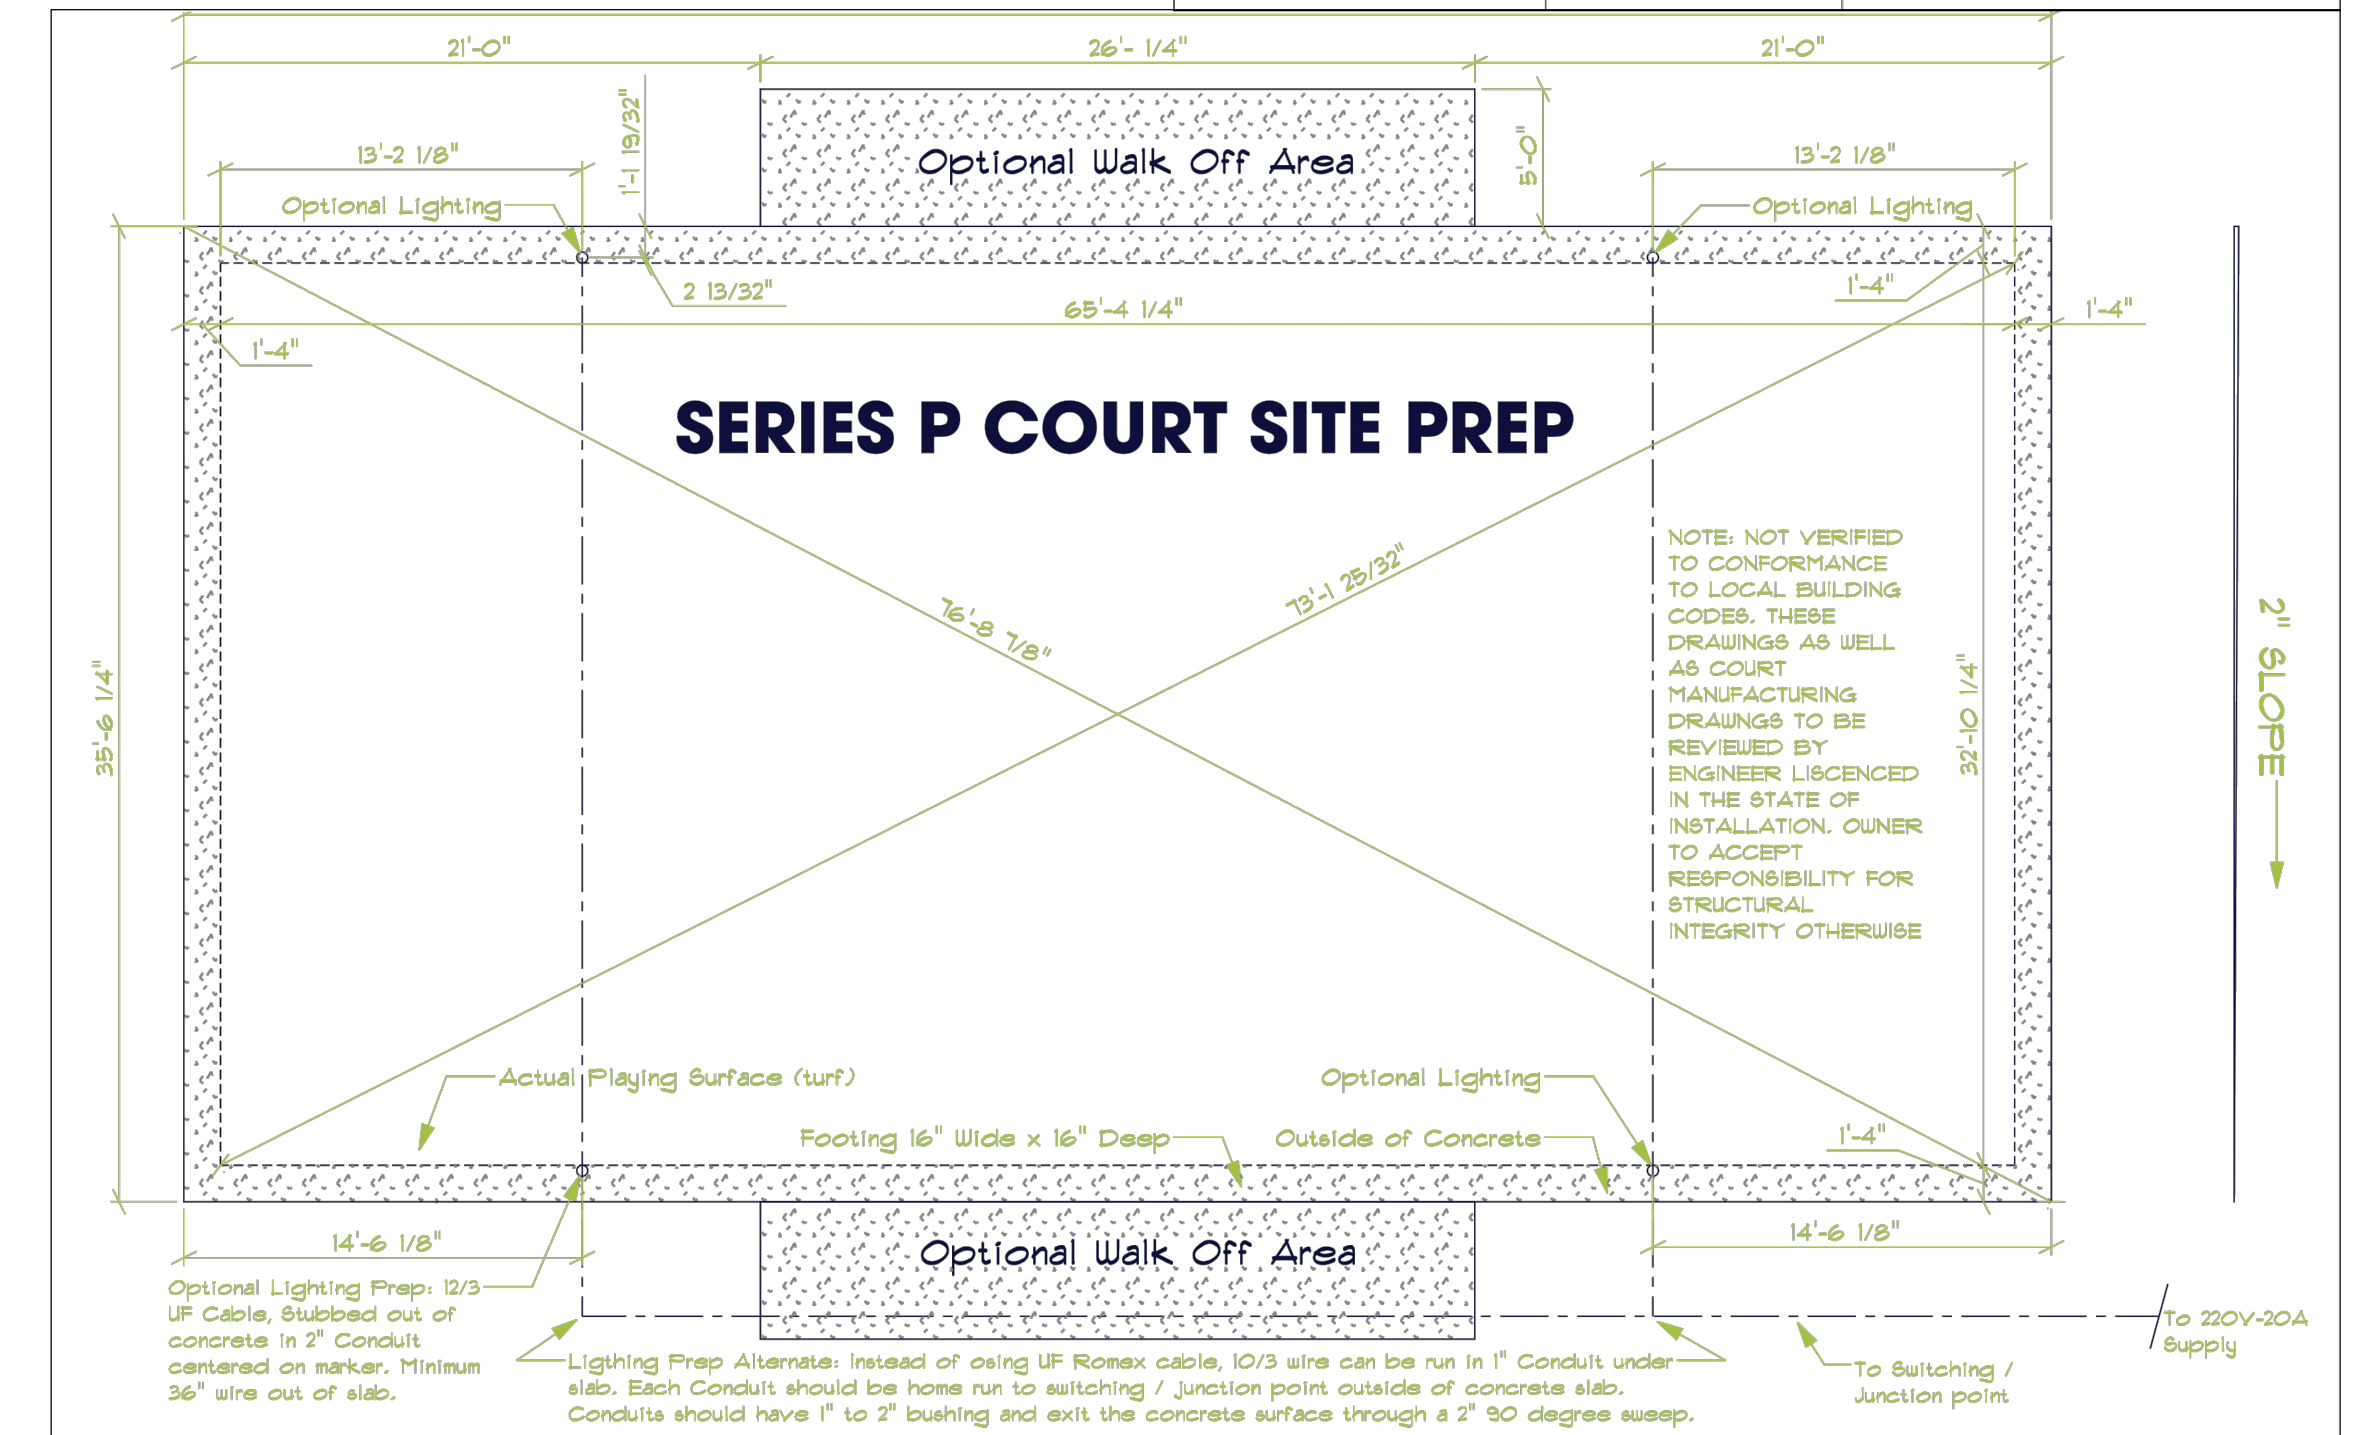 21'-0"
26'- 1/4"
21'-0"
1'-1 19/32"
5'-0"
Optional Walk Off Area
13'-2 1/8"
13'-2 1/8"
Optional Lighting
Optional Lighting
2 13/32"
1'-4"
65'-4 1/4"
1'-4"
1'-4"
SERIES P COURT SITE PREP
NOTE: NOT VERIFIED
TO CONFORMANCE
TO LOCAL BUILDING
CODES. THESE
DRAWINGS AS WELL
AS COURT
MANUFACTURING
DRAWNGS TO BE
REVIEWED BY
ENGINEER LISCENCED
IN THE STATE OF
INSTALLATION. OWNER
TO ACCEPT
RESPONSIBILITY FOR
STRUCTURAL
INTEGRITY OTHERWISE
73'-1 25/32"
76'-8 7/8"
35'-6 1/4"
32'-10 1/4"
2" SLOPE
Actual Playing Surface (turf)
Optional Lighting
Footing 16" Wide x 16" Deep
Outside of Concrete
1'-4"
14'-6 1/8"
Optional Walk Off Area
14'-6 1/8"
Optional Lighting Prep: 12/3
UF Cable, Stubbed out of
concrete in 2" Conduit
centered on marker. Minimum
36" wire out of slab.
To 220V-20A
Supply
Ligthing Prep Alternate: Instead of osing UF Romex cable, 10/3 wire can be run in 1" Conduit under
slab. Each Conduit should be home run to switching / junction point outside of concrete slab.
Conduits should have 1" to 2" bushing and exit the concrete surface through a 2" 90 degree sweep.
To Switching /
Junction point